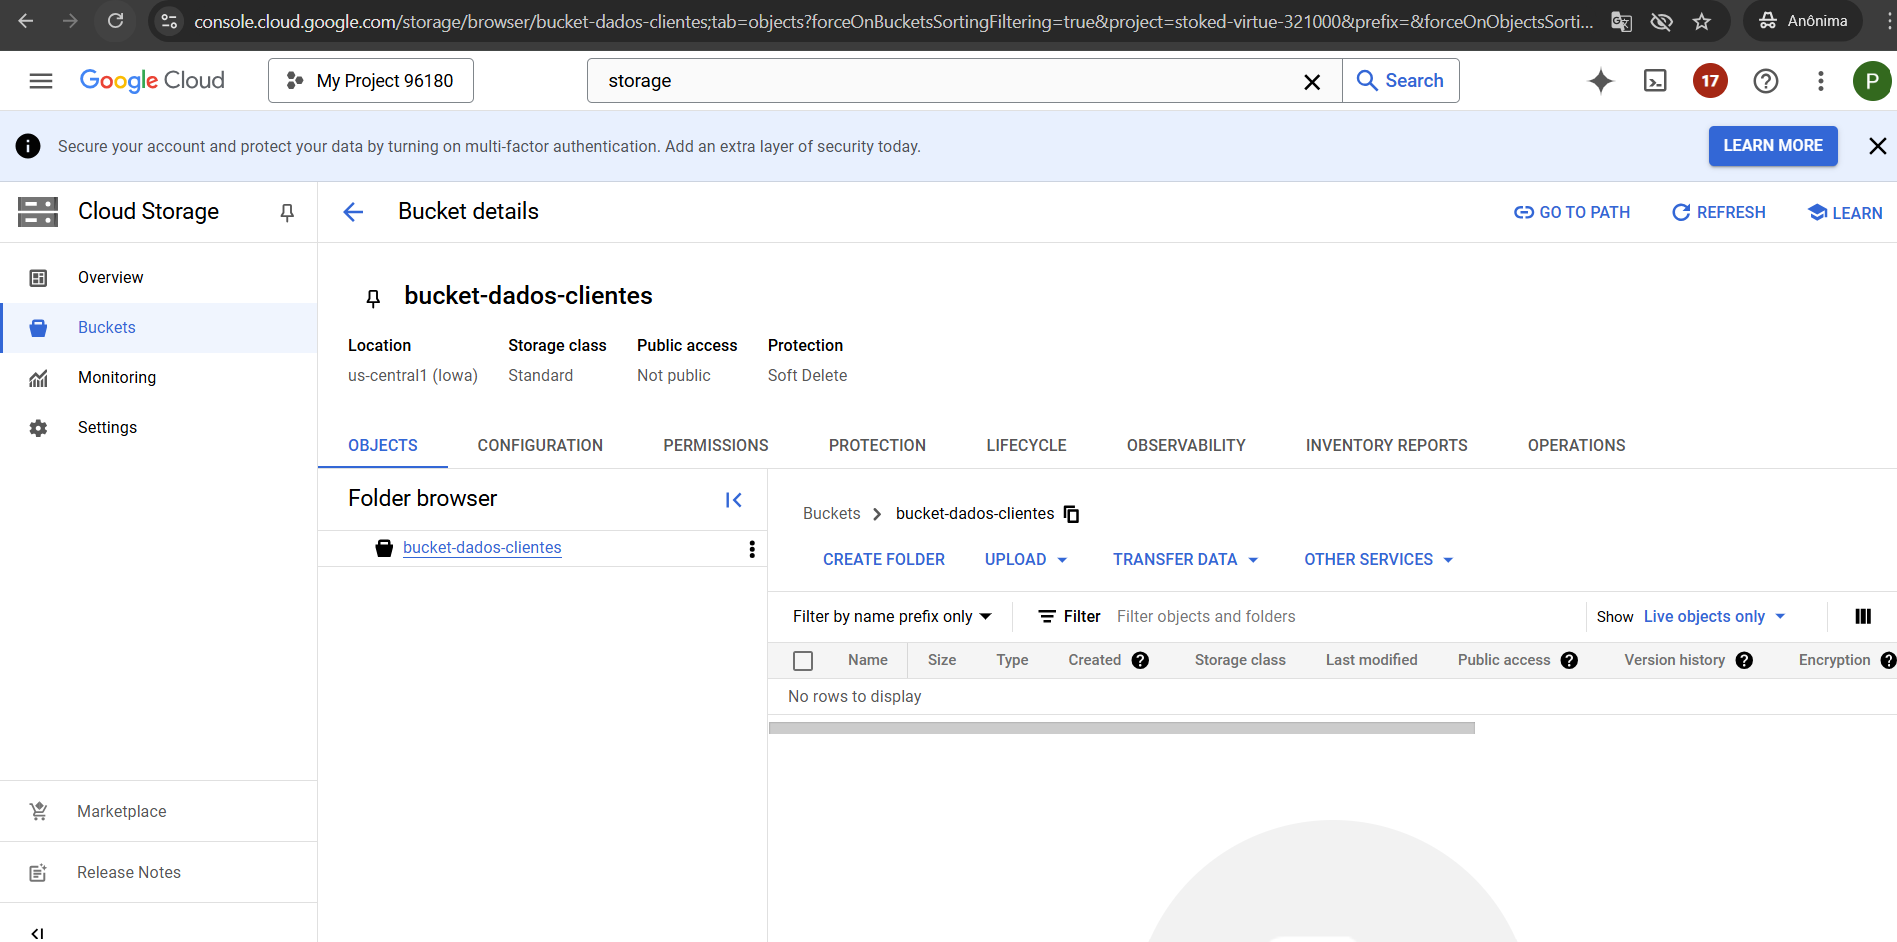 console.cloud.google.com/storage/browser/bucket-dados-clientes;tab=objects?forceOnBucketsSortingFiltering=true&project=stoked-virtue-321000&prefix=&forceOnObjectsSorti...
Anônima
Google Cloud
My Project 96180
storage
Search
17
P
Secure your account and protect your data by turning on multi-factor authentication. Add an extra layer of security today.
LEARN MORE
Cloud Storage
Bucket details
GO TO PATH
REFRESH
LEARN
Overview
Buckets
Monitoring
Settings
Marketplace
Release Notes
bucket-dados-clientes
Location Storage class Public access Protection
us-central1 (Iowa) Standard Not public Soft Delete
OBJECTS CONFIGURATION PERMISSIONS PROTECTION LIFECYCLE OBSERVABILITY INVENTORY REPORTS OPERATIONS
Folder browser
bucket-dados-clientes
Buckets bucket-dados-clientes
CREATE FOLDER UPLOAD TRANSFER DATA OTHER SERVICES
Filter by name prefix only Filter Filter objects and folders Show Live objects only
Name Size Type Created Storage class Last modified Public access Version history Encryption
No rows to display